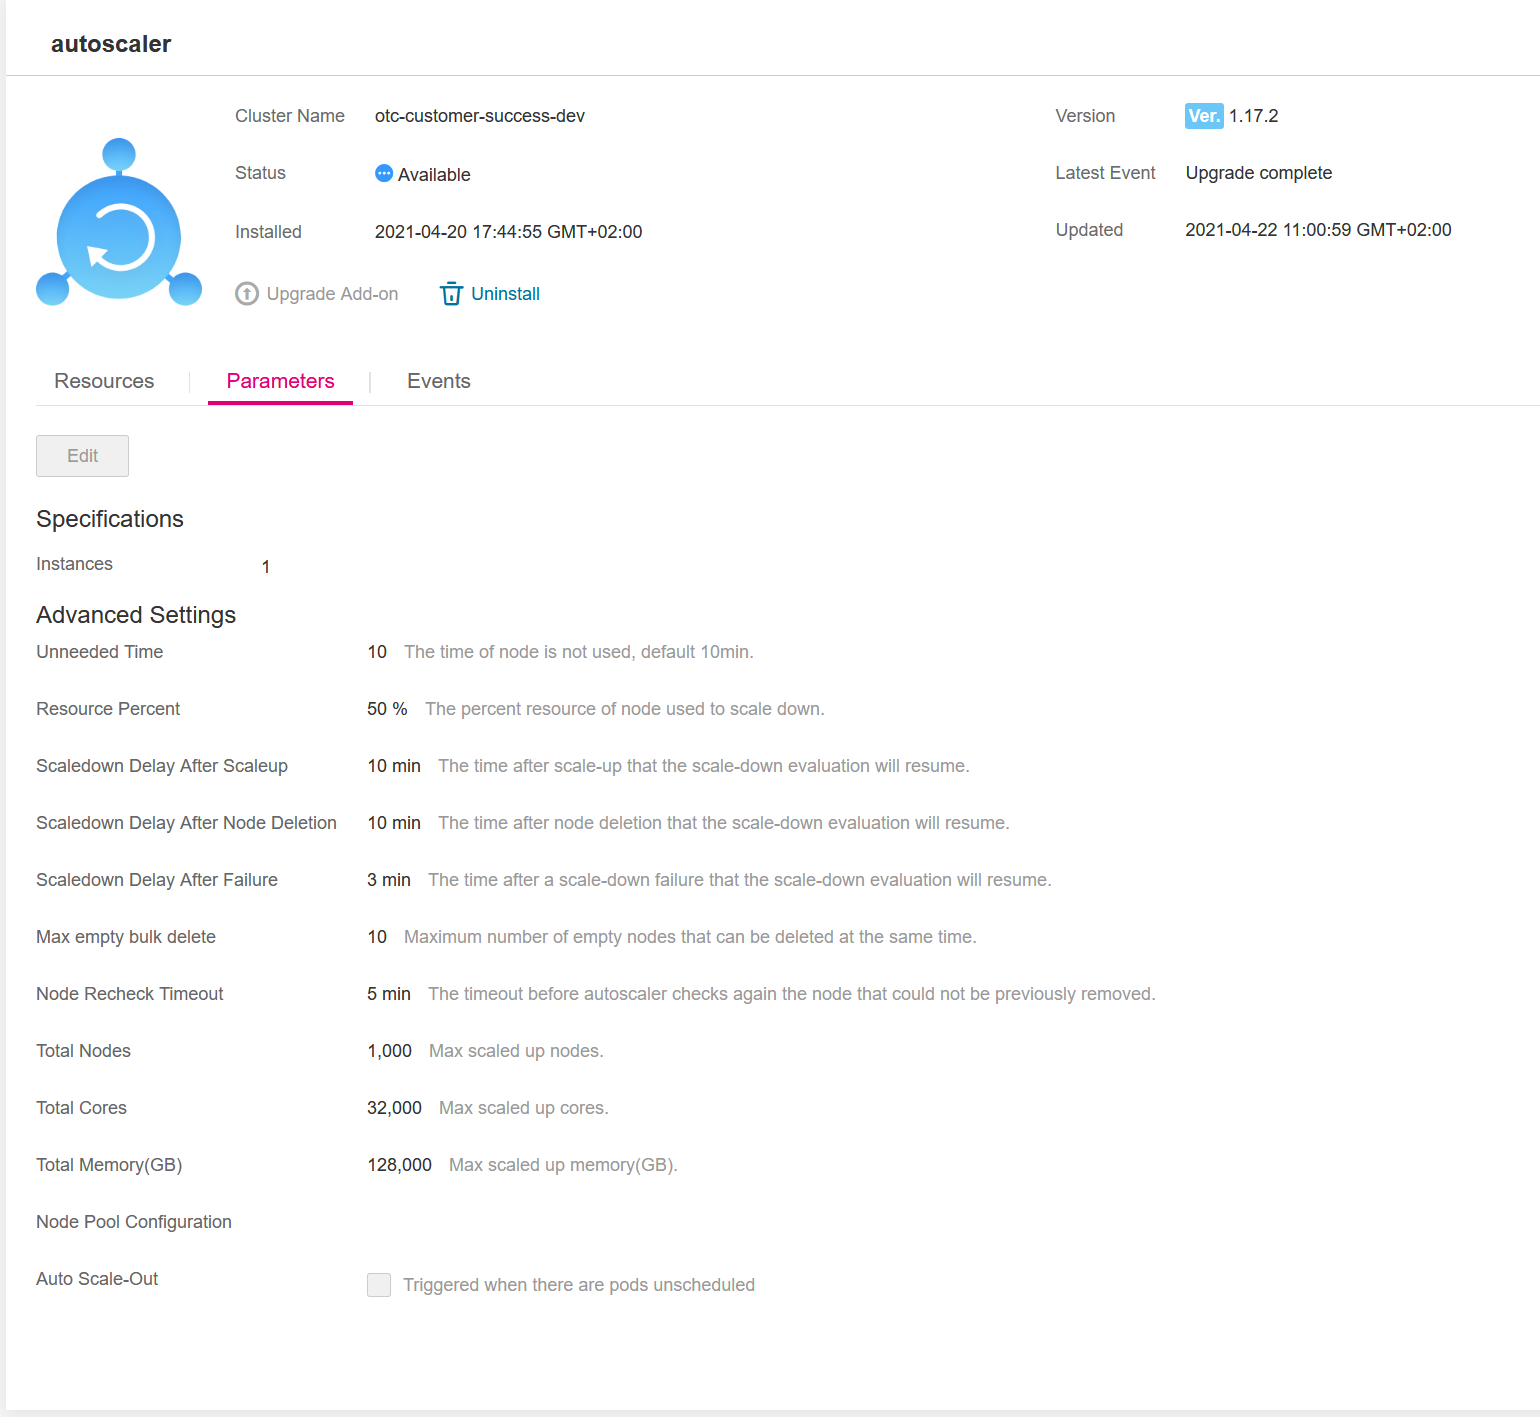 autoscaler
Cluster Name otc-customer-success-dev Version Ver. 1.17.2
Status Available Latest Event Upgrade complete
Installed 2021-04-20 17:44:55 GMT+02:00 Updated 2021-04-22 11:00:59 GMT+02:00
Upgrade Add-on Uninstall
Resources Parameters Events
Edit
Specifications
Instances 1
Advanced Settings
Unneeded Time 10 The time of node is not used, default 10min.
Resource Percent 50 % The percent resource of node used to scale down.
Scaledown Delay After Scaleup 10 min The time after scale-up that the scale-down evaluation will resume.
Scaledown Delay After Node Deletion 10 min The time after node deletion that the scale-down evaluation will resume.
Scaledown Delay After Failure 3 min The time after a scale-down failure that the scale-down evaluation will resume.
Max empty bulk delete 10 Maximum number of empty nodes that can be deleted at the same time.
Node Recheck Timeout 5 min The timeout before autoscaler checks again the node that could not be previously removed.
Total Nodes 1,000 Max scaled up nodes.
Total Cores 32,000 Max scaled up cores.
Total Memory(GB) 128,000 Max scaled up memory(GB).
Node Pool Configuration
Auto Scale-Out Triggered when there are pods unscheduled